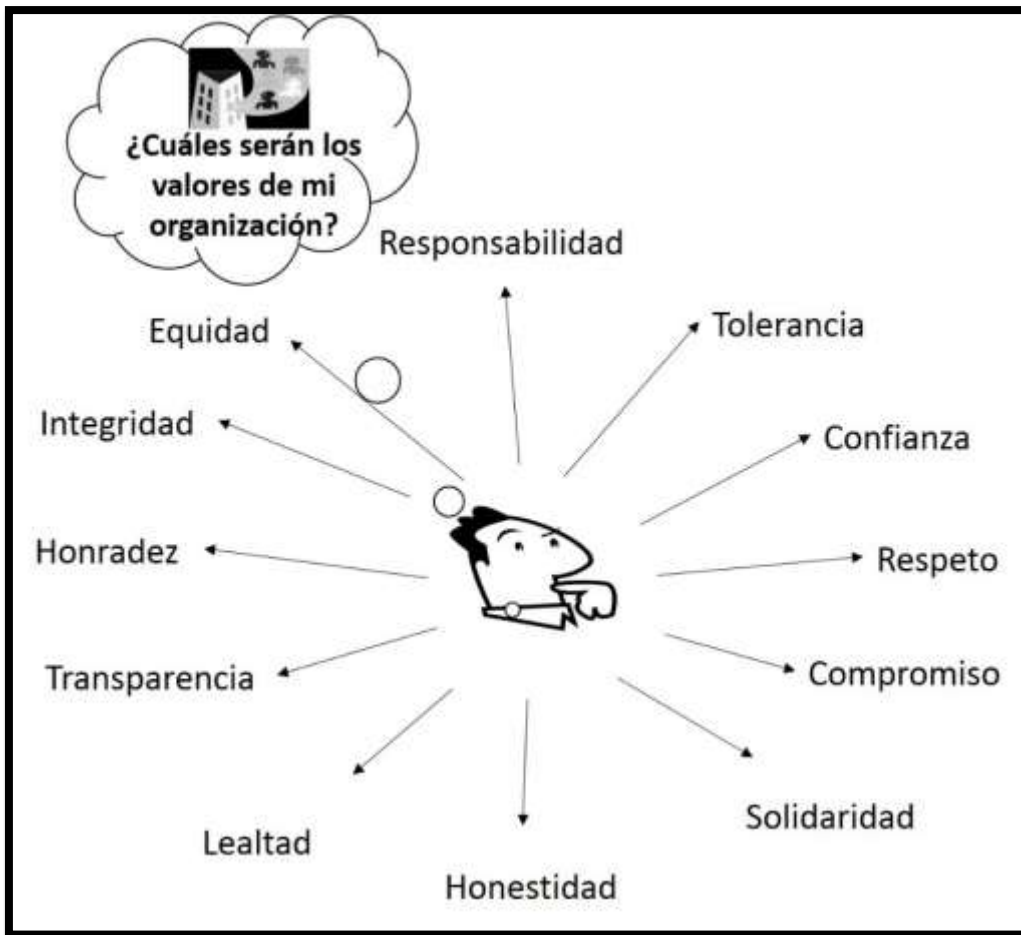 ¿Cuáles serán los
valores de mi
organización?
Responsabilidad
Equidad
Tolerancia
Integridad
Confianza
Honradez
Respeto
Transparencia
Compromiso
Solidaridad
Lealtad
Honestidad